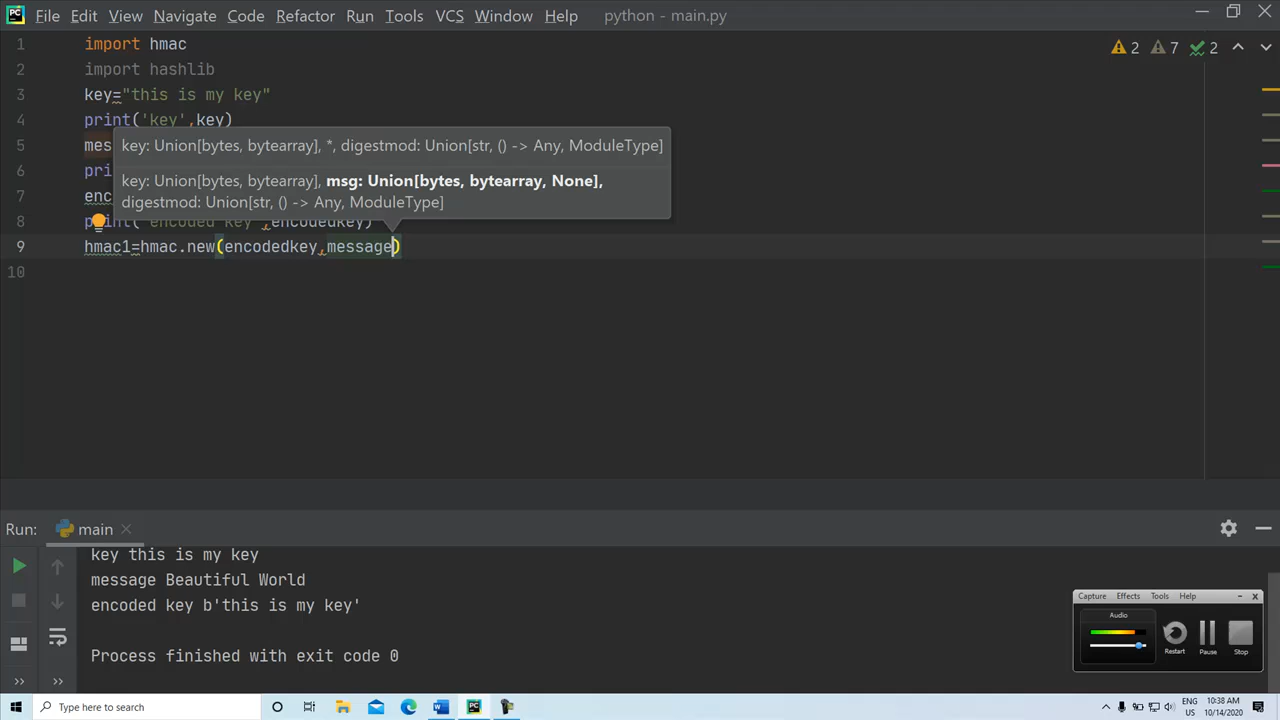 File Edit View Navigate Code Refactor Run Tools VCS Window Help python - main.py
1 import hmac
2 import hashlib
3 key="this is my key"
4 print('key',key)
5 mes
6 pri
7 enc
8 print( encoded key ,encodedkey)
9 hmac1=hmac.new(encodedkey,message)
10
2 7 2
key: Union[bytes, bytearray], *, digestmod: Union[str, () -> Any, ModuleType]
key: Union[bytes, bytearray], msg: Union[bytes, bytearray, None],
digestmod: Union[str, () -> Any, ModuleType]
Run: main
key this is my key
message Beautiful World
encoded key b'this is my key'
Process finished with exit code 0
Capture Effects Tools Help
Audio
Restart Pause Stop
Type here to search
ENG
US
10:38 AM
10/14/2020